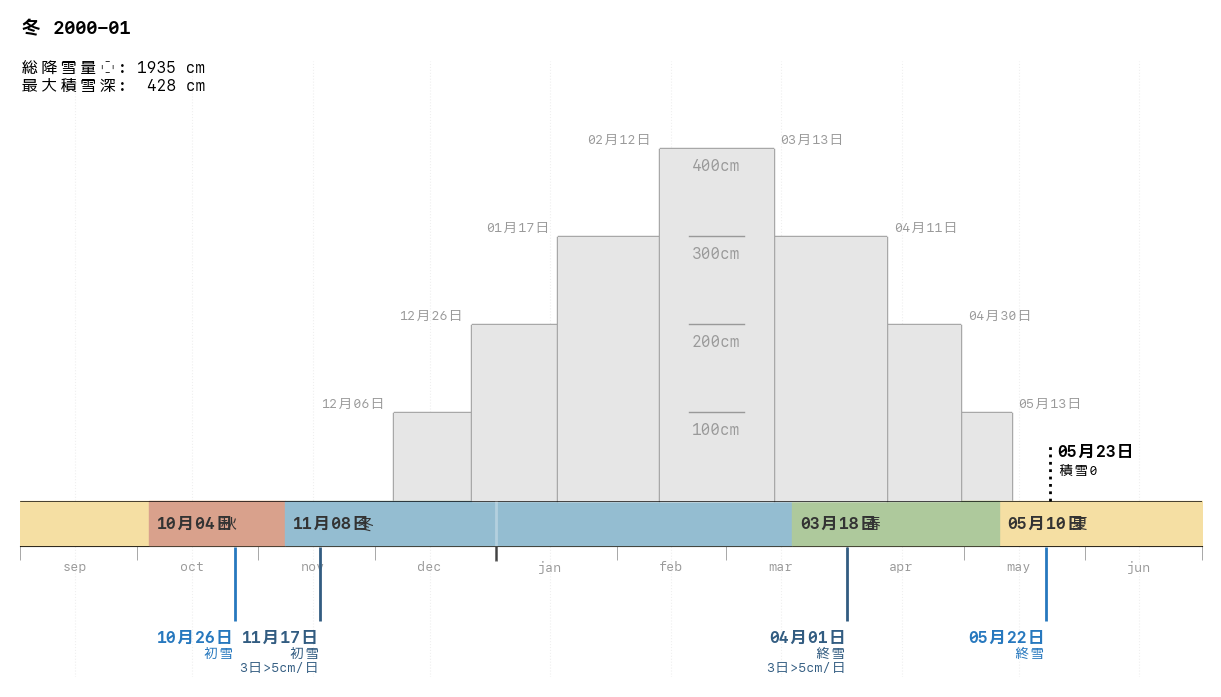 冬 2000-01
総降雪量: 1935 cm
最大積雪深: 428 cm
02月12日
03月13日
400cm
01月17日
04月11日
300cm
12月26日
04月30日
200cm
12月06日
05月13日
100cm
05月23日
積雪0
10月04日秋
11月08日冬
03月18日春
05月10日夏
sep oct nov dec jan feb mar apr may jun
10月26日
初雪
11月17日
初雪
3日>5cm/日
04月01日
終雪
3日>5cm/日
05月22日
終雪